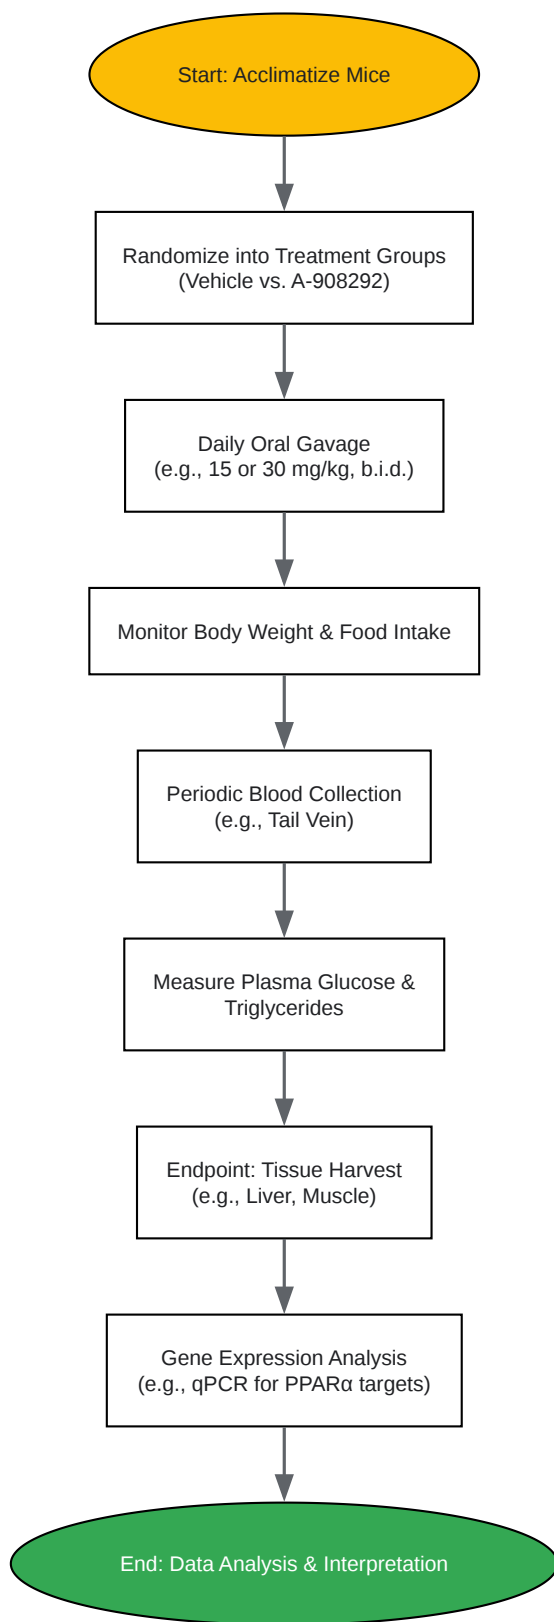 Start: Acclimatize Mice
Randomize into Treatment Groups
(Vehicle vs. A-908292)
Daily Oral Gavage
(e.g., 15 or 30 mg/kg, b.i.d.)
Monitor Body Weight & Food Intake
Periodic Blood Collection
(e.g., Tail Vein)
Measure Plasma Glucose &
Triglycerides
Endpoint: Tissue Harvest
(e.g., Liver, Muscle)
Gene Expression Analysis
(e.g., qPCR for PPARα targets)
End: Data Analysis & Interpretation